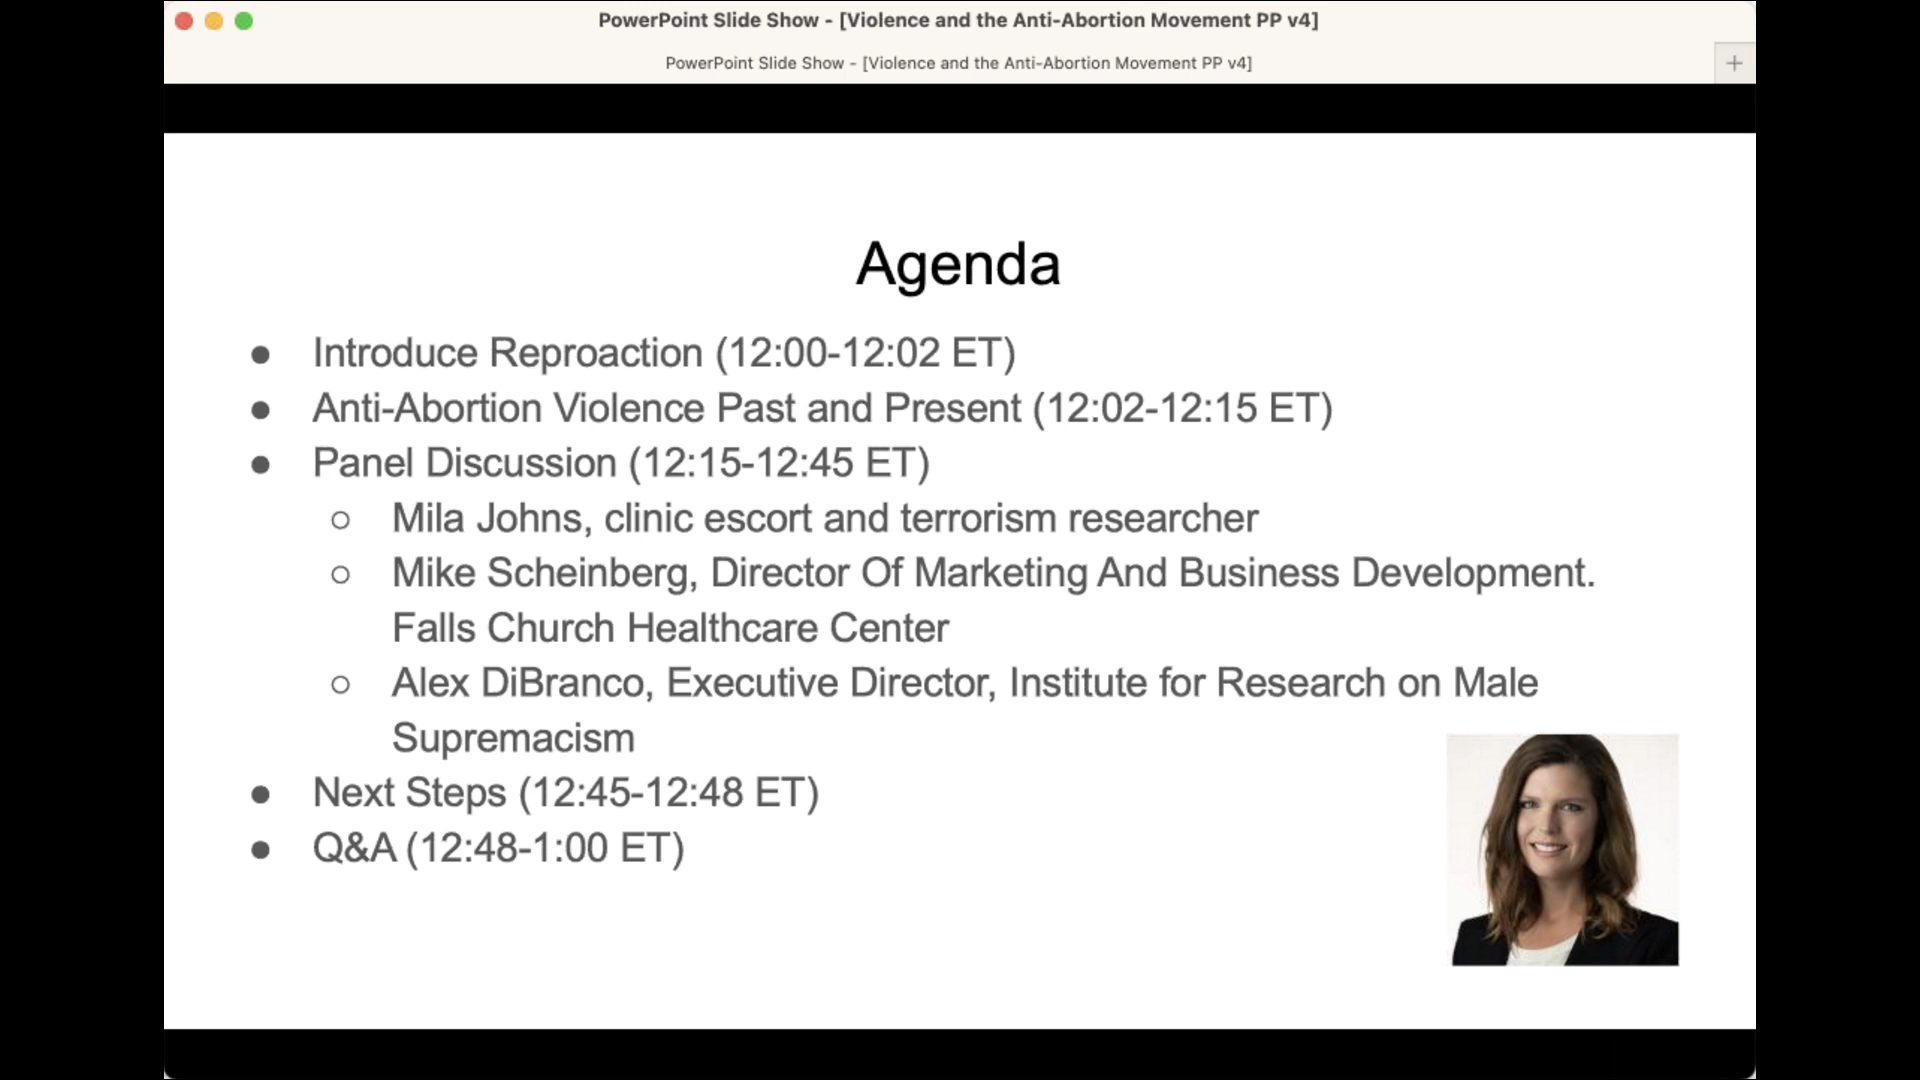 PowerPoint Slide Show - [Violence and the Anti-Abortion Movement PP v4]
PowerPoint Slide Show - [Violence and the Anti-Abortion Movement PP v4]
+
Agenda
● Introduce Reproaction (12:00-12:02 ET)
● Anti-Abortion Violence Past and Present (12:02-12:15 ET)
● Panel Discussion (12:15-12:45 ET)
○ Mila Johns, clinic escort and terrorism researcher
○ Mike Scheinberg, Director Of Marketing And Business Development.
Falls Church Healthcare Center
○ Alex DiBranco, Executive Director, Institute for Research on Male
Supremacism
● Next Steps (12:45-12:48 ET)
● Q&A (12:48-1:00 ET)